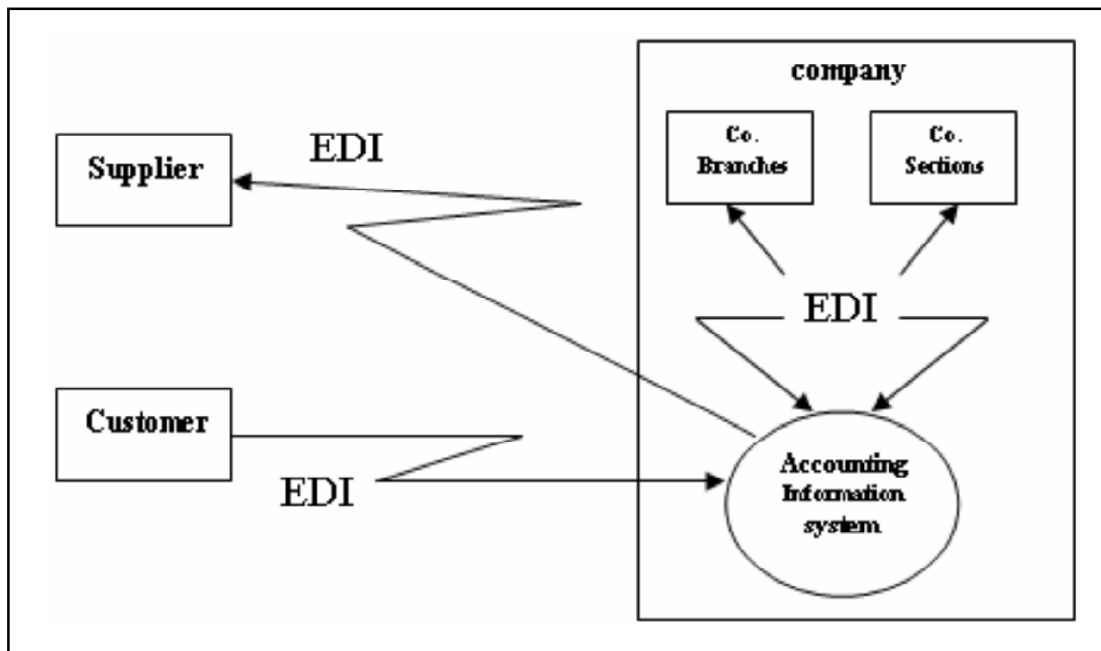 company
Co.
Branches
Co.
Sections
Supplier
EDI
EDI
Customer
EDI
Accounting
Information
system